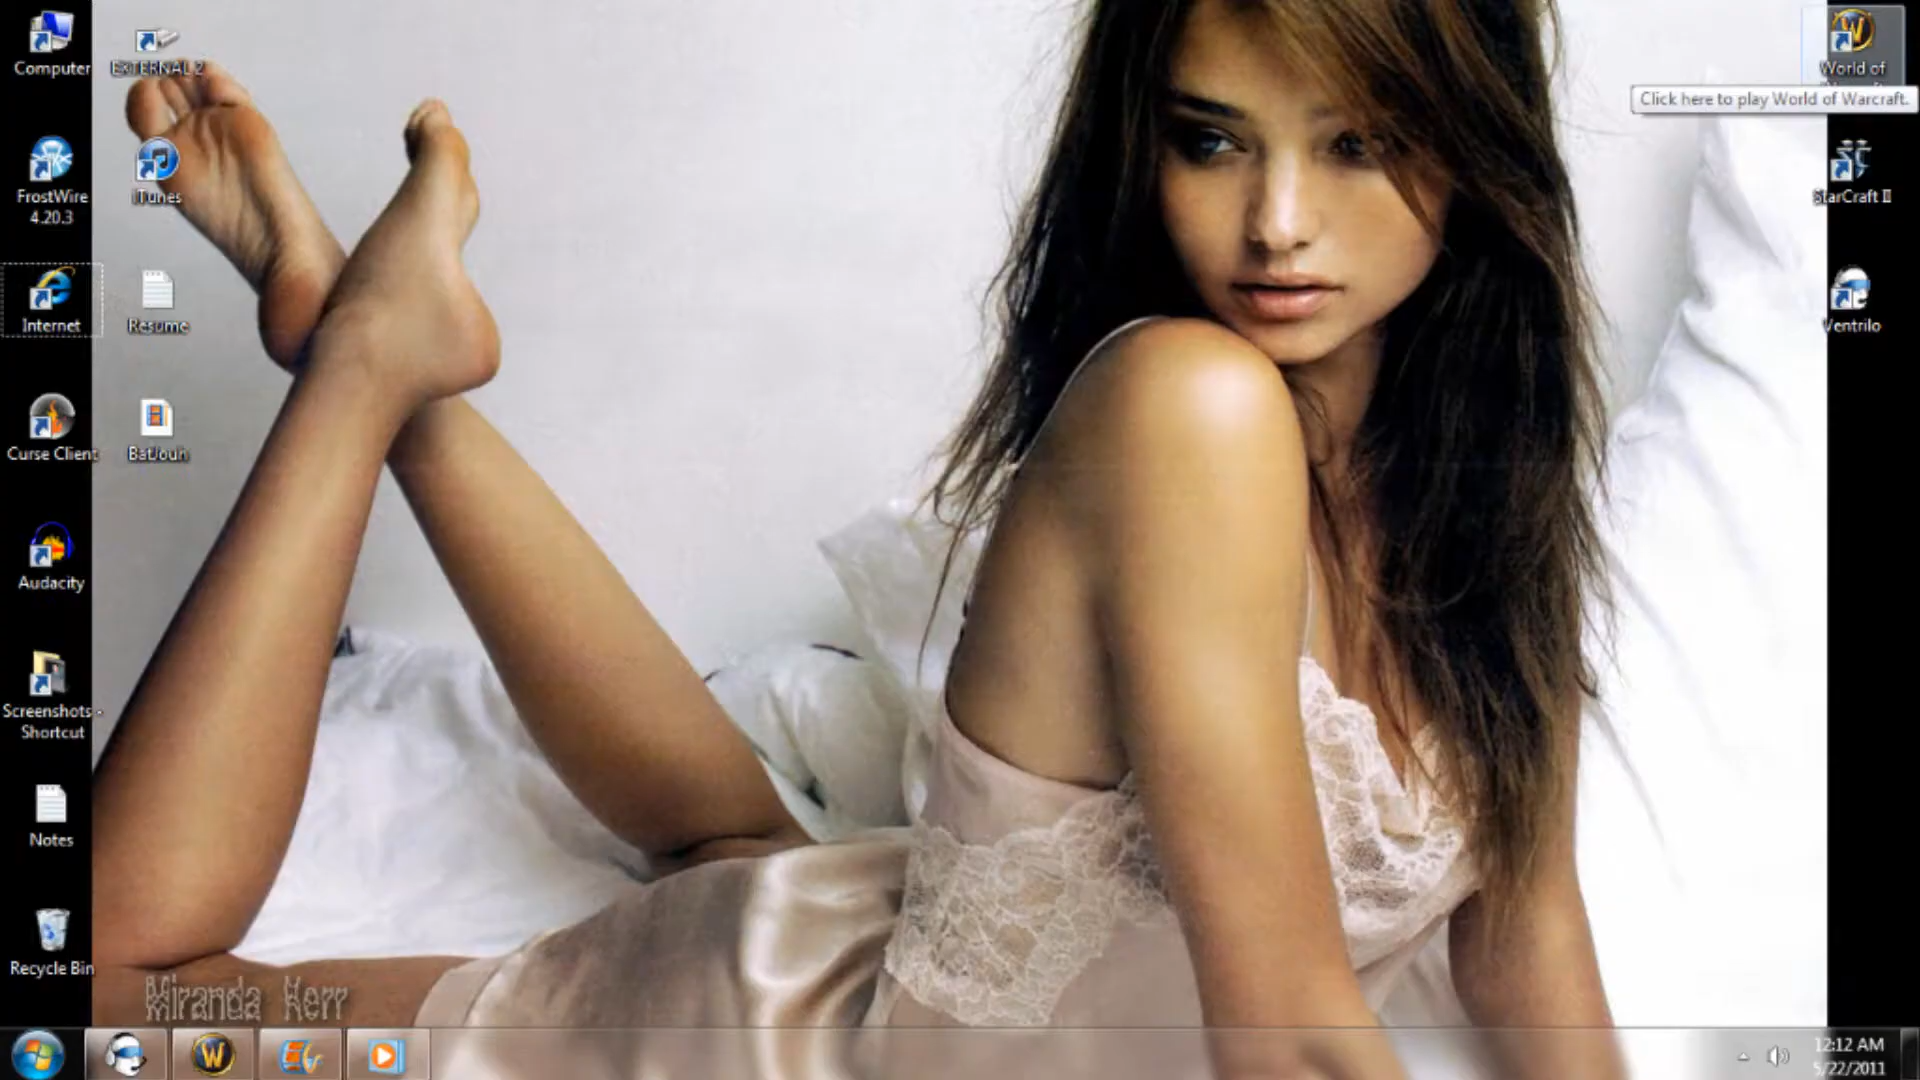 Computer
EXTERNAL 2
World of
Click here to play World of Warcraft.
FrostWire
4.20.3
iTunes
StarCraft II
Internet
Resume
Ventrilo
Curse Client
BatJoun
Audacity
Screenshots -
Shortcut
Notes
Recycle Bin
Miranda Kerr
12:12 AM
5/22/2011